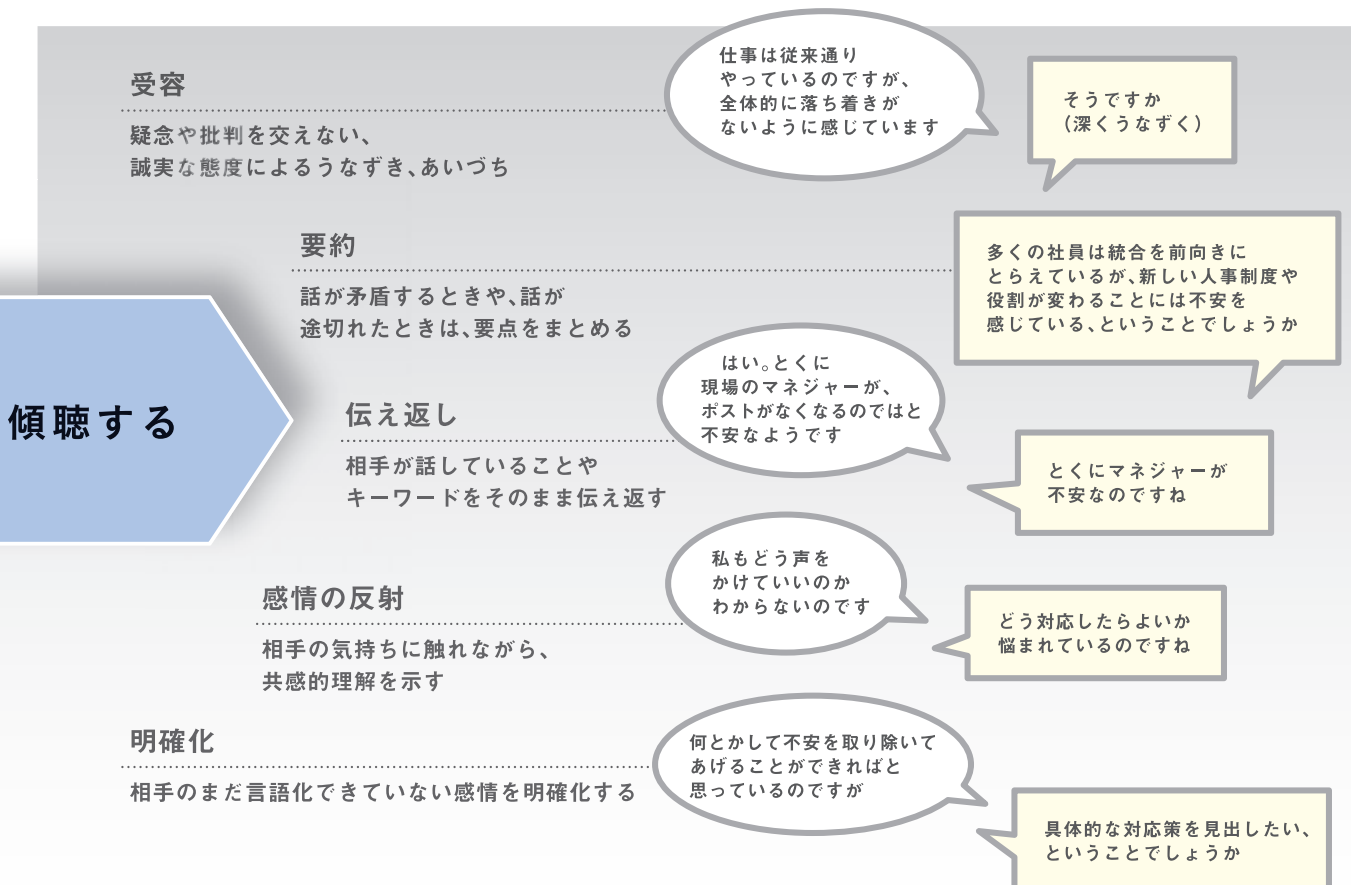 傾聴する
受容
疑念や批判を交えない、
誠実な態度によるうなずき、あいづち
仕事は従来通り
やっているのですが、
全体的に落ち着きが
ないように感じています
そうですか
(深くうなずく)
要約
話が矛盾するときや、話が
途切れたときは、要点をまとめる
多くの社員は統合を前向きに
とらえているが、新しい人事制度や
役割が変わることには不安を
感じている、ということでしょうか
伝え返し
相手が話していることや
キーワードをそのまま伝え返す
はい。とくに
現場のマネジャーが、
ポストがなくなるのではと
不安なようです
とくにマネジャーが
不安なのですね
感情の反射
相手の気持ちに触れながら、
共感的理解を示す
私もどう声を
かけていいのか
わからないのです
どう対応したらよいか
悩まれているのですね
明確化
相手のまだ言語化できていない感情を明確化する
何とかして不安を取り除いて
あげることができればと
思っているのですが
具体的な対応策を見出したい、
ということでしょうか